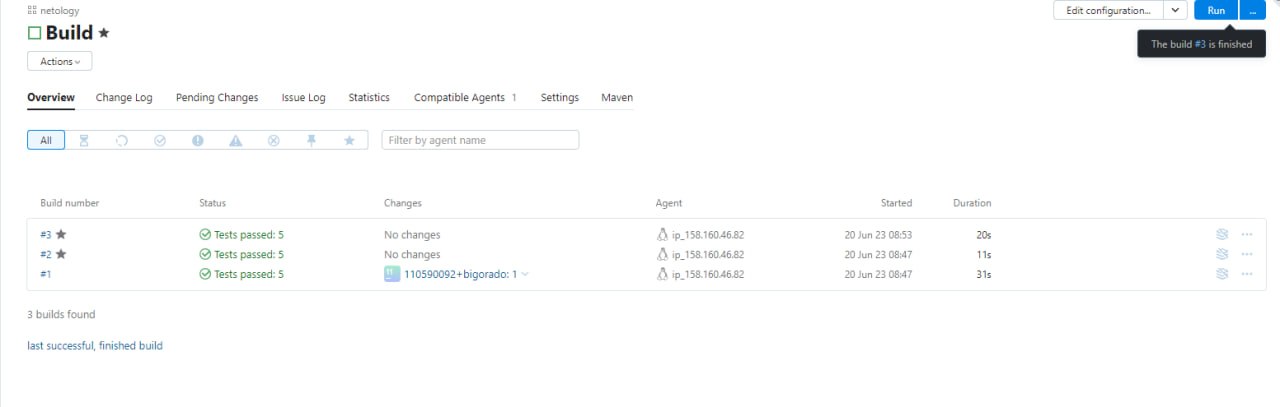 netology
Edit configuration... Run ...
Build
The build #3 is finished
Actions
Overview Change Log Pending Changes Issue Log Statistics Compatible Agents 1 Settings Maven
All Filter by agent name
Build number Status Changes Agent Started Duration
#3 Tests passed: 5 No changes ip_158.160.46.82 20 Jun 23 08:53 20s
#2 Tests passed: 5 No changes ip_158.160.46.82 20 Jun 23 08:47 11s
#1 Tests passed: 5 11 110590092+bigorado: 1 ip_158.160.46.82 20 Jun 23 08:47 31s
3 builds found
last successful, finished build